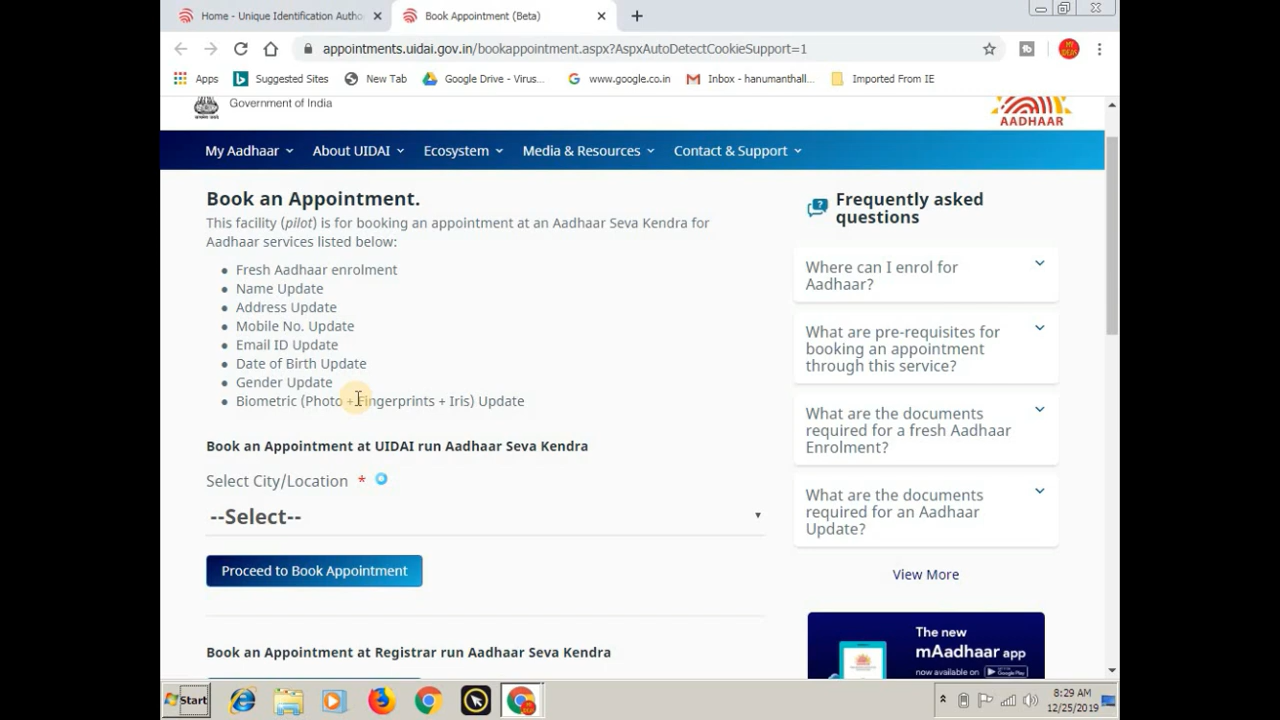 Home - Unique Identification Autho
Book Appointment (Beta)
appointments.uidai.gov.in/bookappointment.aspx?AspxAutoDetectCookieSupport=1
Apps
Suggested Sites
New Tab
Google Drive - Virus...
www.google.co.in
Inbox - hanumanthall...
Imported From IE
Government of India
AADHAAR
My Aadhaar
About UIDAI
Ecosystem
Media & Resources
Contact & Support
Book an Appointment.
This facility (pilot) is for booking an appointment at an Aadhaar Seva Kendra for
Aadhaar services listed below:
Fresh Aadhaar enrolment
Name Update
Address Update
Mobile No. Update
Email ID Update
Date of Birth Update
Gender Update
Biometric (Photo + Fingerprints + Iris) Update
Book an Appointment at UIDAI run Aadhaar Seva Kendra
Select City/Location *
--Select--
Proceed to Book Appointment
Book an Appointment at Registrar run Aadhaar Seva Kendra
Frequently asked
questions
Where can I enrol for
Aadhaar?
What are pre-requisites for
booking an appointment
through this service?
What are the documents
required for a fresh Aadhaar
Enrolment?
What are the documents
required for an Aadhaar
Update?
View More
The new
mAadhaar app
now available on
Google Play
Start
8:29 AM
12/25/2019